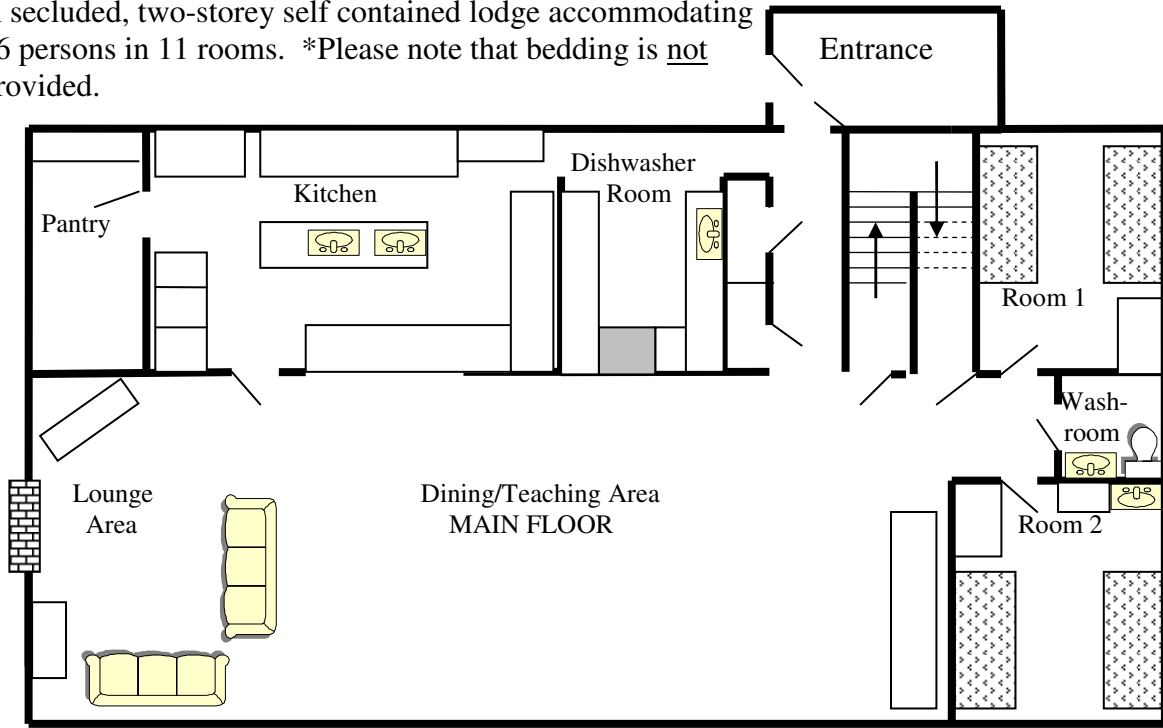 secluded, two-storey self contained lodge accommodating
6 persons in 11 rooms. *Please note that bedding is not
rovided.
Entrance
Dishwasher
Room
Kitchen
Pantry
Room 1
Wash-
room
Lounge
Area
Dining/Teaching Area
MAIN FLOOR
Room 2